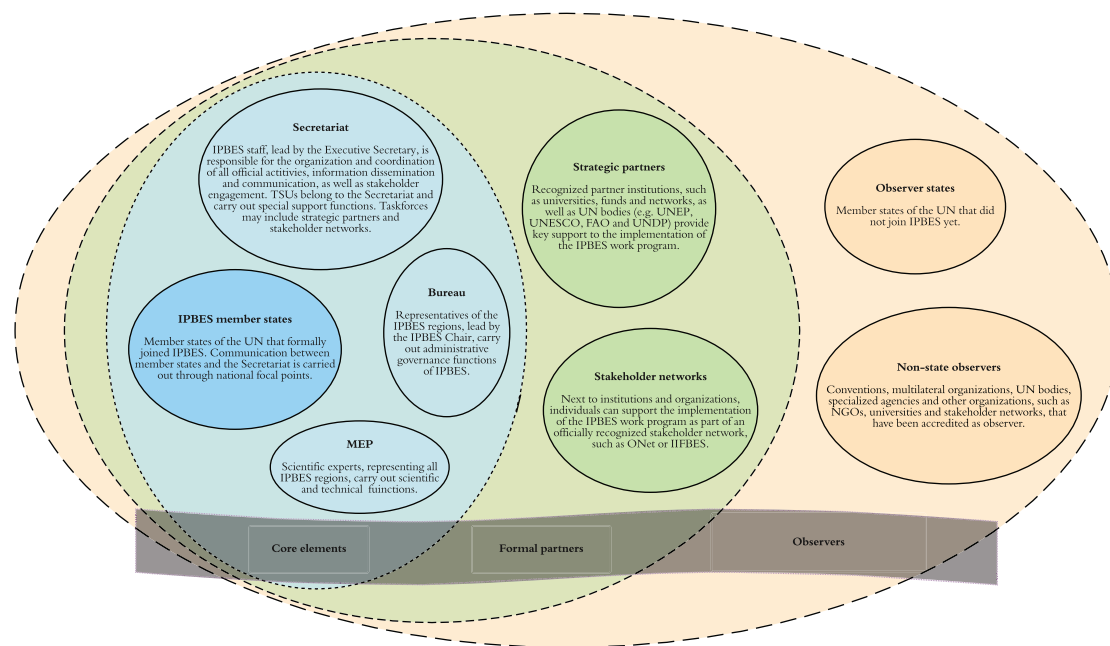 Secretariat
IPBES staff, lead by the Executive Secretary, is
responsible for the organization and coordination
of all official actitivies, information dissemination
and communication, as well as stakeholder
engagement. TSUs belong to the Secretariat and
carry out special support functions. Taskforces
may include strategic partners and
stakeholder networks.
IPBES member states
Member states of the UN that formally
joined IPBES. Communication between
member states and the Secretariat is carried
out through national focal points.
Bureau
Representatives of the
IPBES regions, lead by
the IPBES Chair, carry
out administrative
governance functions
of IPBES.
MEP
Scientific experts, representing all
IPBES regions, carry out scientific
and technical fuinctions.
Strategic partners
Recognized partner institutions, such
as universities, funds and networks, as
well as UN bodies (e.g. UNEP,
UNESCO, FAO and UNDP) provide
key support to the implementation of
the IPBES work program.
Stakeholder networks
Next to institutions and organizations,
individuals can support the implementation
of the IPBES work program as part of an
officially recognized stakeholder network,
such as ONet or IIFBES.
Observer states
Member states of the UN that did
not join IPBES yet.
Non-state observers
Conventions, multilateral organizations, UN bodies,
specialized agencies and other organizations, such as
NGOs, universities and stakeholder networks, that
have been accredited as observer.
Core elements
Formal partners
Observers